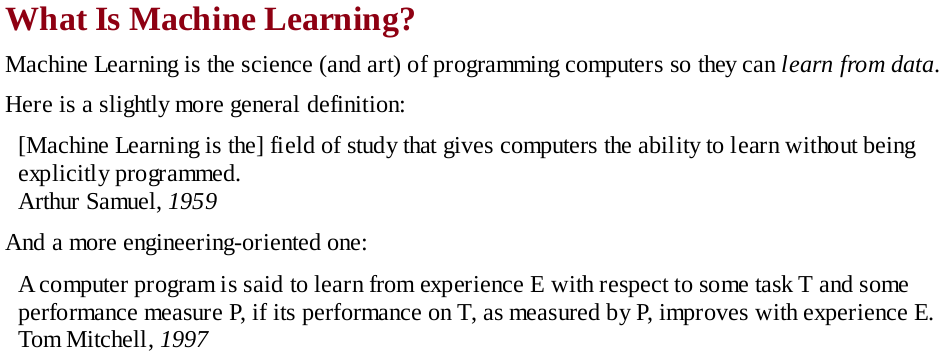 What Is Machine Learning?
Machine Learning is the science (and art) of programming computers so they can learn from data.
Here is a slightly more general definition:
[Machine Learning is the] field of study that gives computers the ability to learn without being
explicitly programmed.
Arthur Samuel, 1959
And a more engineering-oriented one:
A computer program is said to learn from experience E with respect to some task T and some
performance measure P, if its performance on T, as measured by P, improves with experience E.
Tom Mitchell, 1997